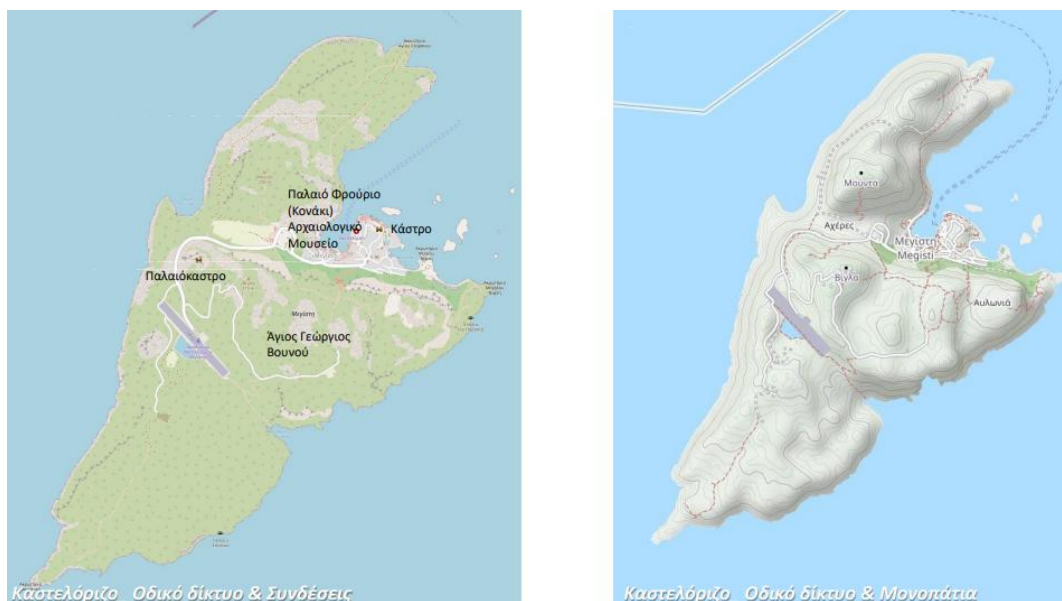 Παλαιό Φρούριο
(Κονάκι)
Αρχαιολογικό
Μουσείο
Κάστρο
Παλαιόκαστρο
Μεγίστη
Άγιος Γεώργιος
Βουνού
Καστελόριζο Οδικό δίκτυο & Συνδέσεις
Μουντα
Αχέρες
Μεγίστη
Megisti
Βίγλα
Αυλωνιά
Καστελόριζο Οδικό δίκτυο & Μονοπάτια